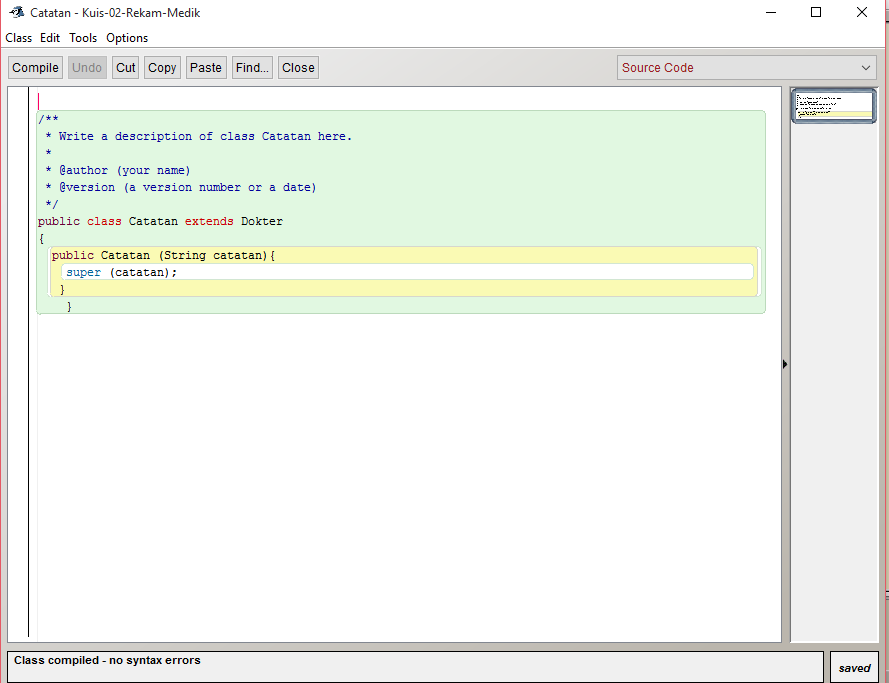 Catatan - Kuis-02-Rekam-Medik
Class Edit Tools Options
Compile Undo Cut Copy Paste Find... Close Source Code
/**
* Write a description of class Catatan here.
*
* @author (your name)
* @version (a version number or a date)
*/
public class Catatan extends Dokter
{
public Catatan (String catatan){
super (catatan);
}
}
Class compiled - no syntax errors
saved